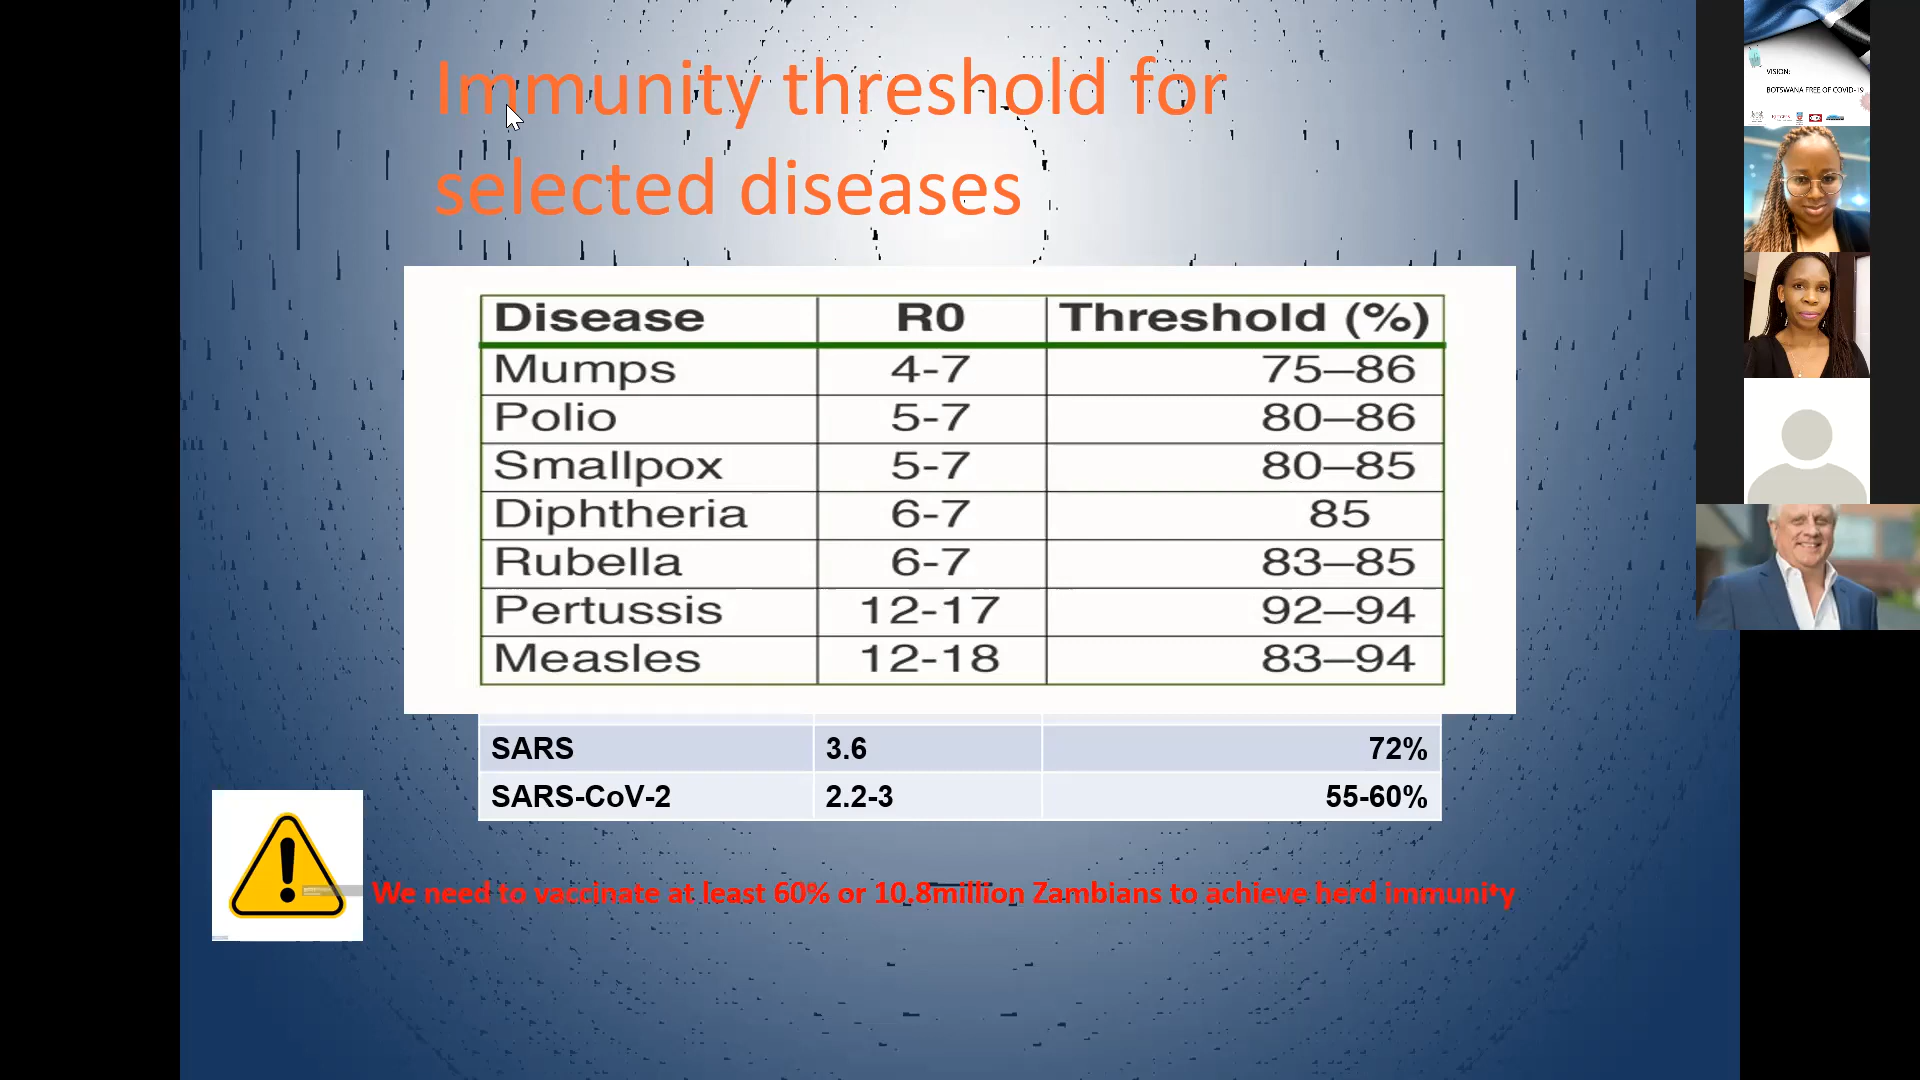 Immunity threshold for
selected diseases
Disease R0 Threshold (%)
Mumps 4-7 75–86
Polio 5-7 80–86
Smallpox 5-7 80–85
Diphtheria 6-7 85
Rubella 6-7 83–85
Pertussis 12-17 92–94
Measles 12-18 83–94
SARS 3.6 72%
SARS-CoV-2 2.2-3 55-60%
We need to vaccinate at least 60% or 10.8million Zambians to achieve herd immunity
VISION:
BOTSWANA FREE OF COVID-19